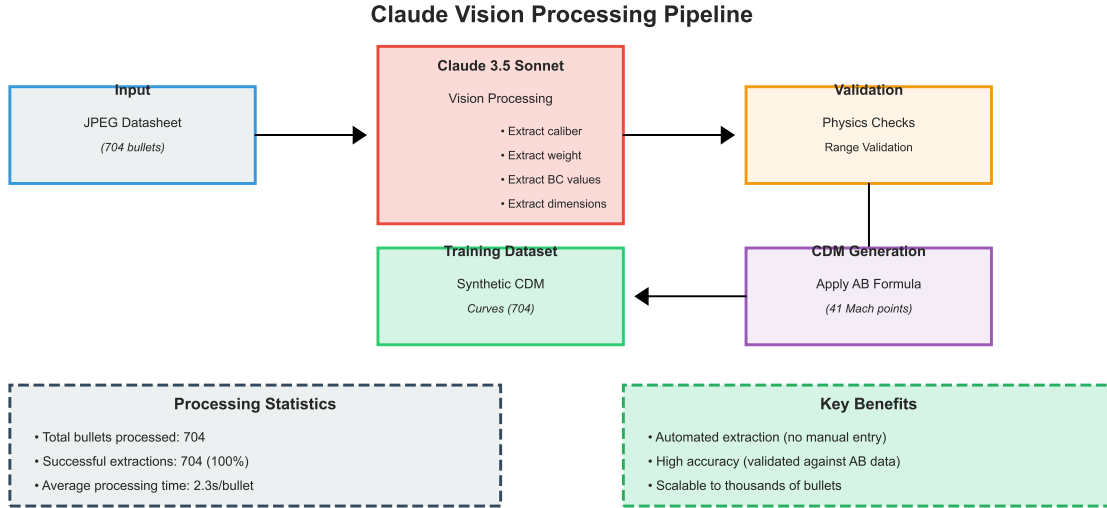 Claude Vision Processing Pipeline
Input
JPEG Datasheet
(704 bullets)
Claude 3.5 Sonnet
Vision Processing
• Extract caliber
• Extract weight
• Extract BC values
• Extract dimensions
Validation
Physics Checks
Range Validation
CDM Generation
Apply AB Formula
(41 Mach points)
Training Dataset
Synthetic CDM
Curves (704)
Processing Statistics
• Total bullets processed: 704
• Successful extractions: 704 (100%)
• Average processing time: 2.3s/bullet
Key Benefits
• Automated extraction (no manual entry)
• High accuracy (validated against AB data)
• Scalable to thousands of bullets